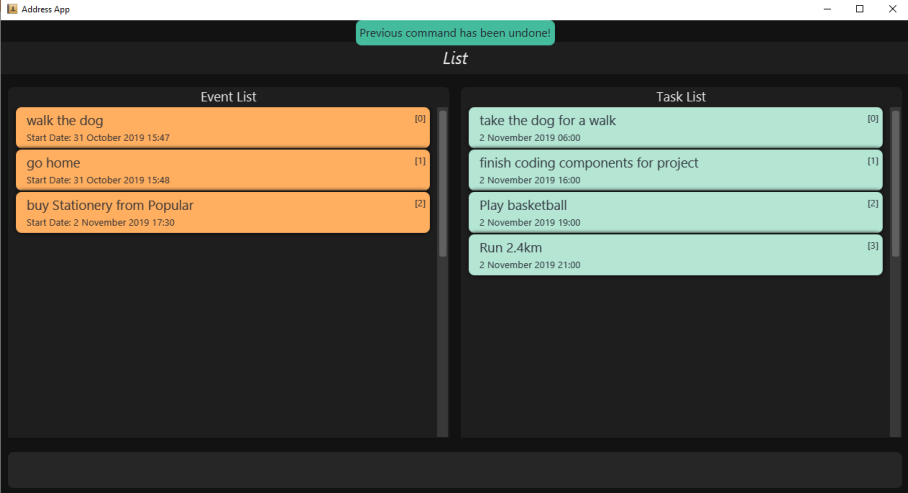 Address App
Previous command has been undone!
List
Event List
walk the dog [0]
Start Date: 31 October 2019 15:47
go home [1]
Start Date: 31 October 2019 15:48
buy Stationery from Popular [2]
Start Date: 2 November 2019 17:30
Task List
take the dog for a walk [0]
2 November 2019 06:00
finish coding components for project [1]
2 November 2019 16:00
Play basketball [2]
2 November 2019 19:00
Run 2.4km [3]
2 November 2019 21:00